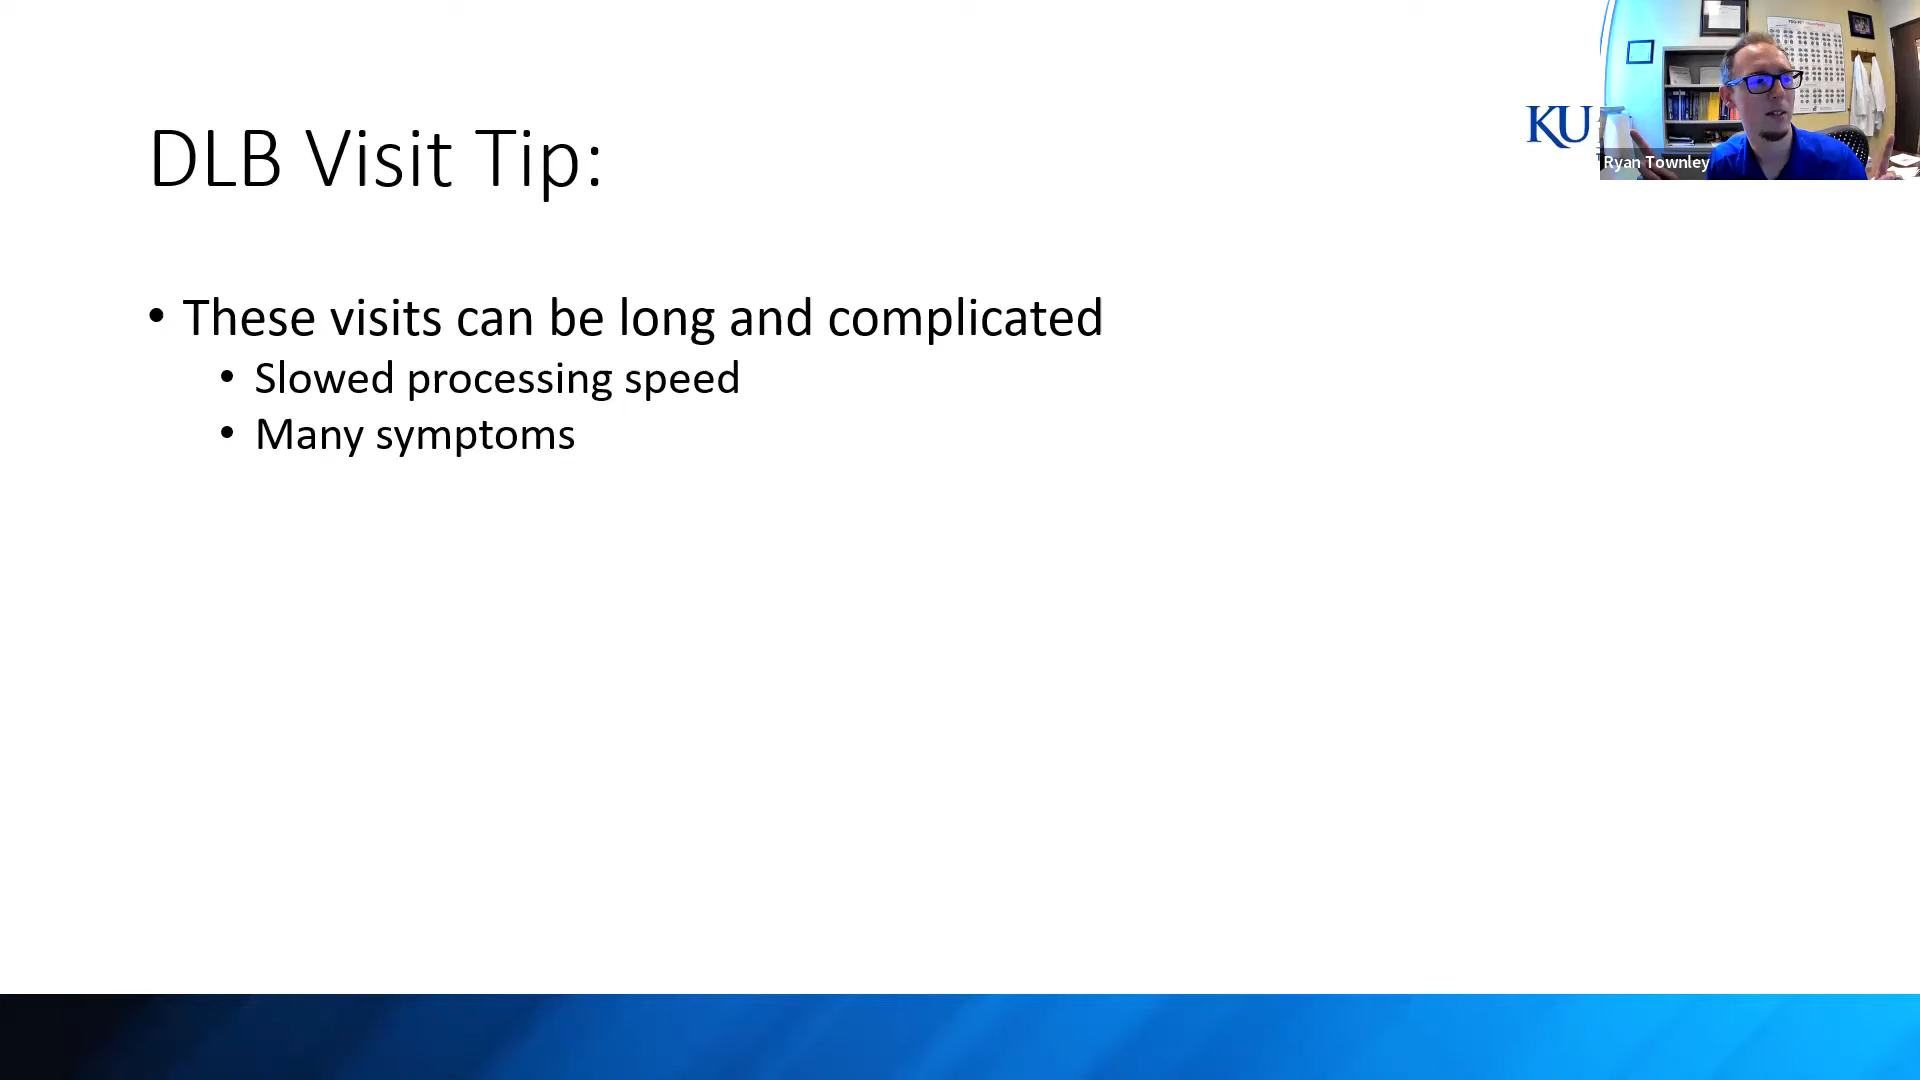 DLB Visit Tip:
KU
Ryan Townley
• These visits can be long and complicated
• Slowed processing speed
• Many symptoms